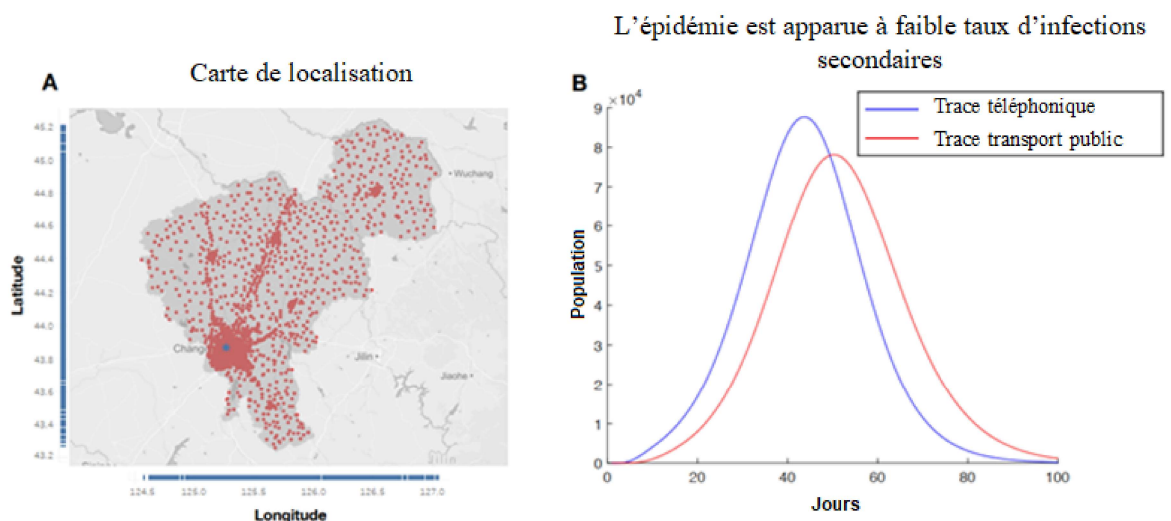 L'épidémie est apparue à faible taux d'infections
secondaires
A
Carte de localisation
B
×10⁴
Trace téléphonique
Trace transport public
9
8
7
6
5
4
3
2
1
0
Population
0 20 40 60 80 100
Jours
45.2
45.0
44.8
44.6
44.4
44.2
44.0
43.8
43.6
43.4
43.2
Latitude
Wuchang
Chang
Jilin
Jiaohe
Jilin
124.5 125.0 125.5 126.0 126.5 127.0
Longitude